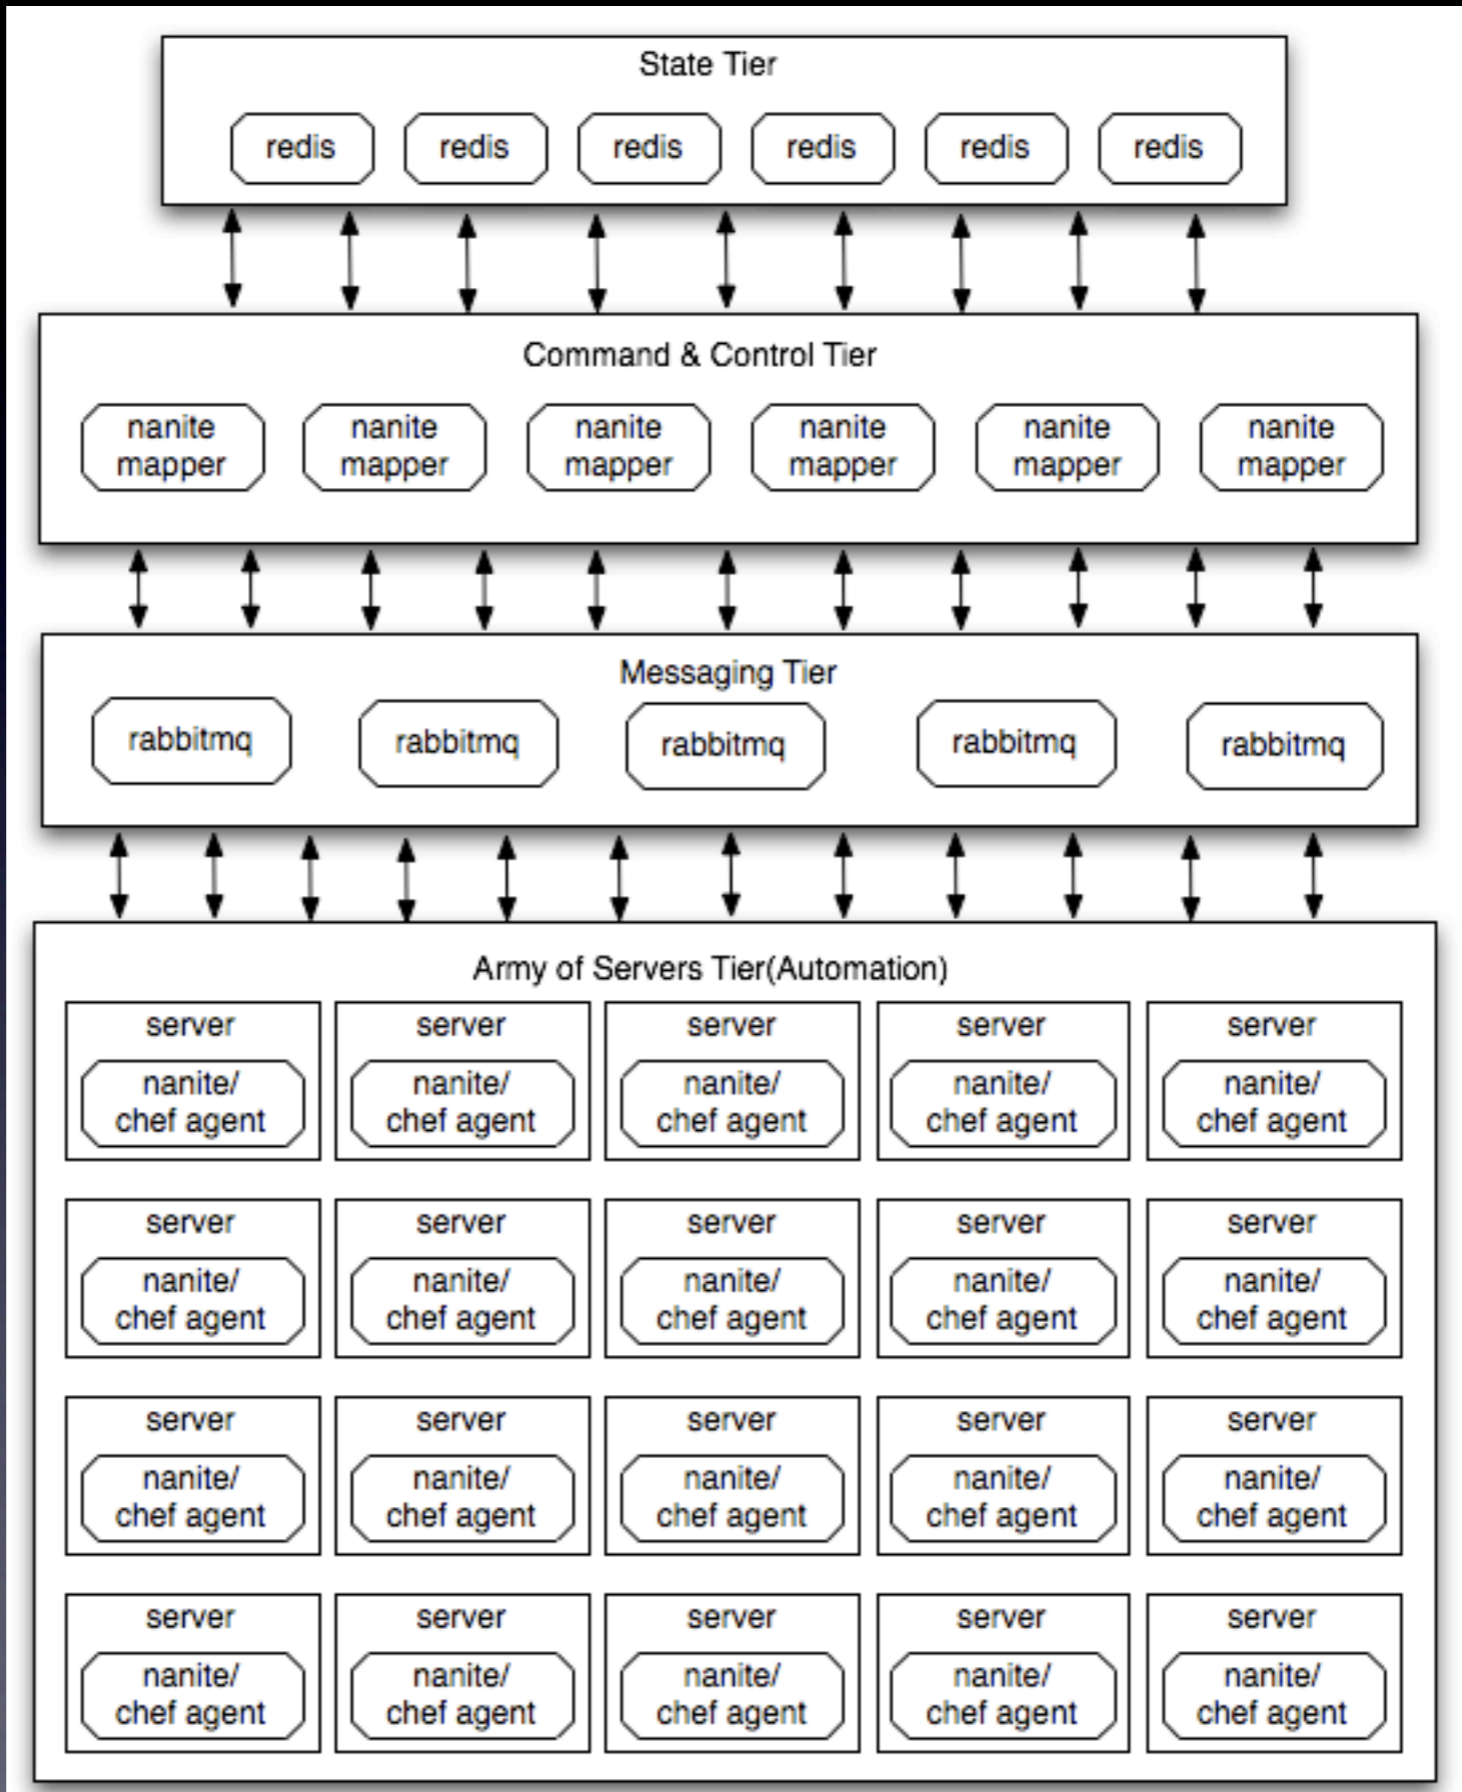 State Tier
redis redis redis redis redis redis
Command & Control Tier
nanite nanite nanite nanite nanite nanite
mapper mapper mapper mapper mapper mapper
Messaging Tier
rabbitmq rabbitmq rabbitmq rabbitmq rabbitmq
Army of Servers Tier(Automation)
server server server server server
nanite/ nanite/ nanite/ nanite/ nanite/
chef agent chef agent chef agent chef agent chef agent
server server server server server
nanite/ nanite/ nanite/ nanite/ nanite/
chef agent chef agent chef agent chef agent chef agent
server server server server server
nanite/ nanite/ nanite/ nanite/ nanite/
chef agent chef agent chef agent chef agent chef agent
server server server server server
nanite/ nanite/ nanite/ nanite/ nanite/
chef agent chef agent chef agent chef agent chef agent